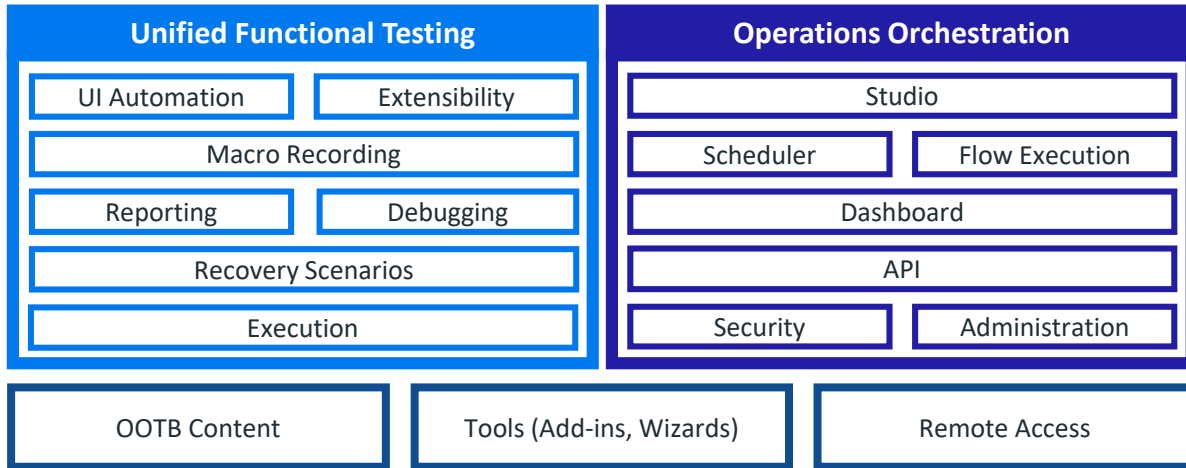 Unified Functional Testing
UI Automation
Extensibility
Macro Recording
Reporting
Debugging
Recovery Scenarios
Execution
Operations Orchestration
Studio
Scheduler
Flow Execution
Dashboard
API
Security
Administration
OOTB Content
Tools (Add-ins, Wizards)
Remote Access